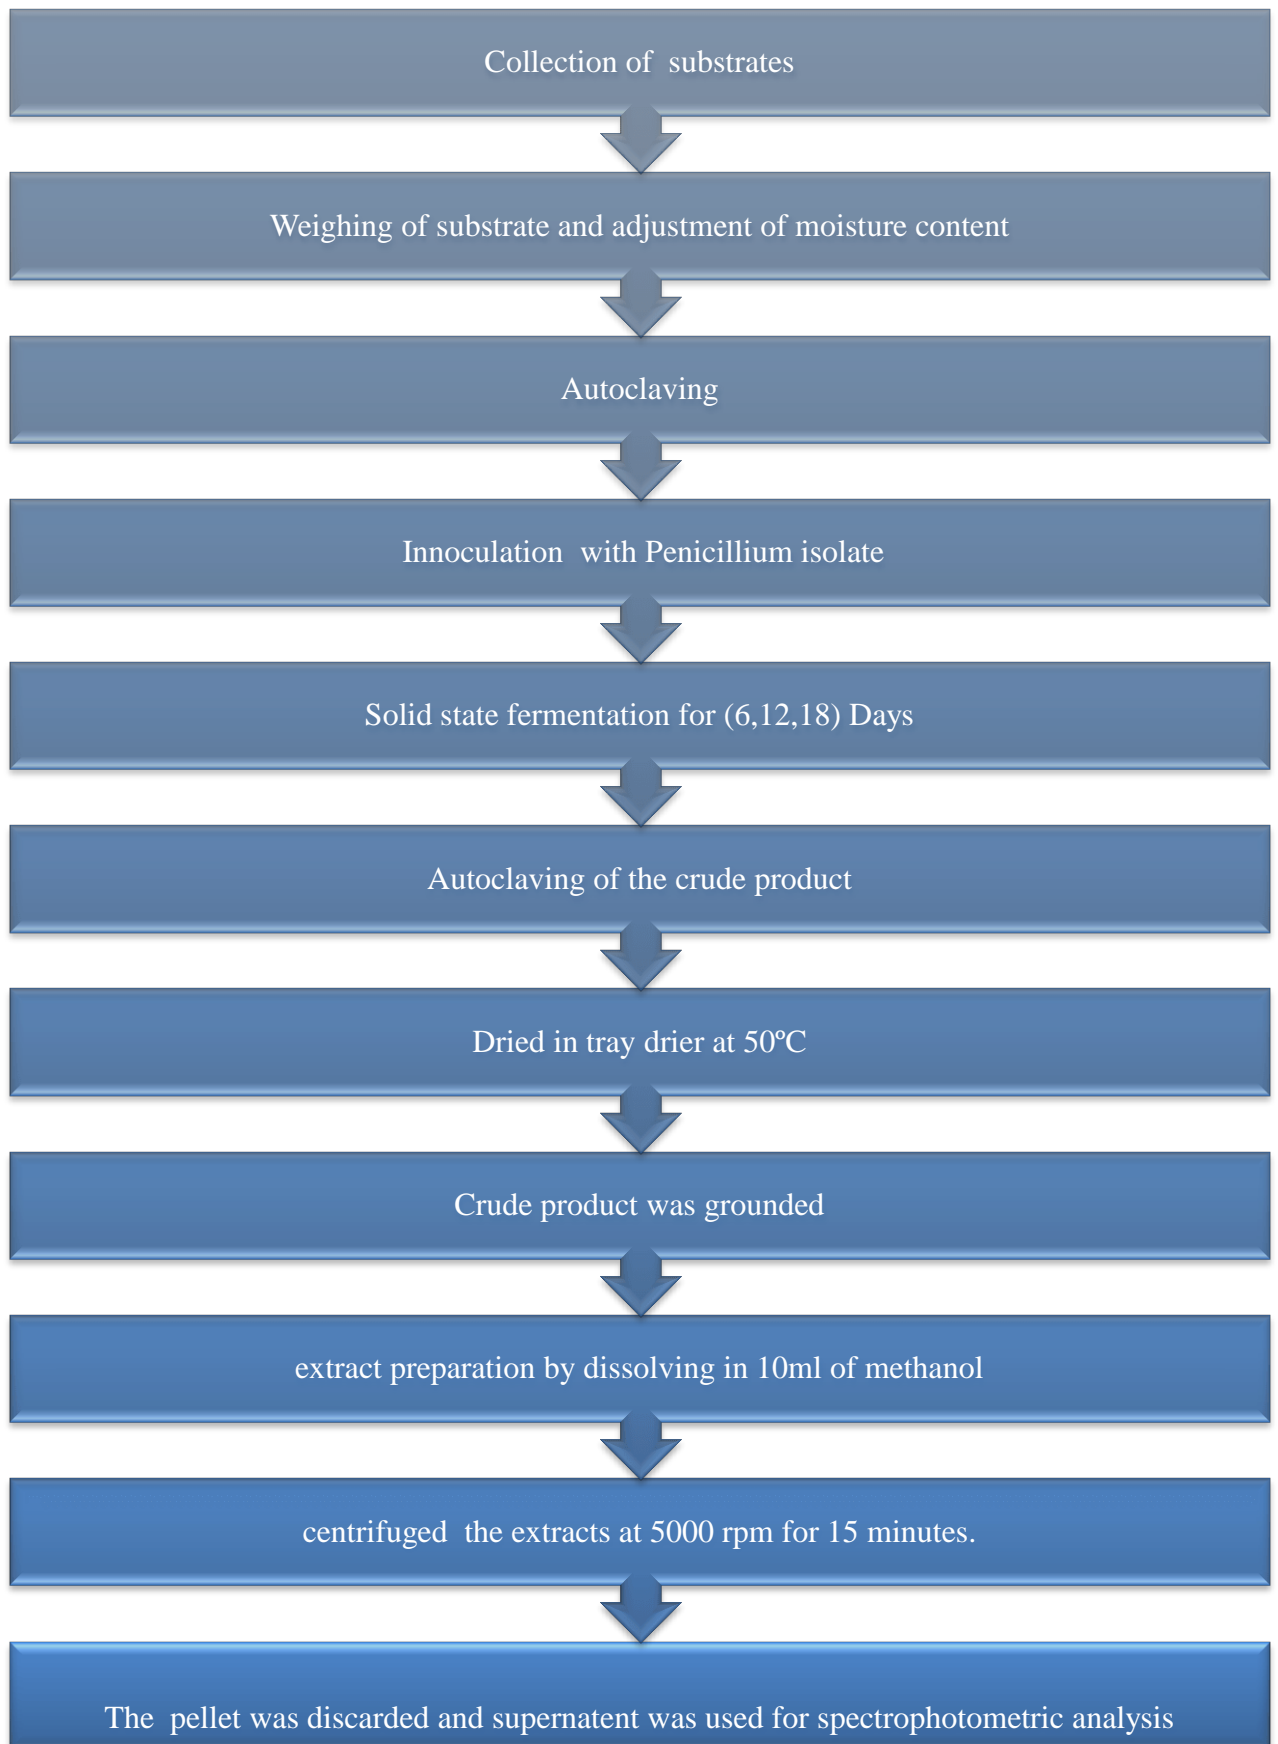 Collection of substrates
Weighing of substrate and adjustment of moisture content
Autoclaving
Innoculation with Penicillium isolate
Solid state fermentation for (6,12,18) Days
Autoclaving of the crude product
Dried in tray drier at 50ºC
Crude product was grounded
extract preparation by dissolving in 10ml of methanol
centrifuged the extracts at 5000 rpm for 15 minutes.
The pellet was discarded and supernatent was used for spectrophotometric analysis